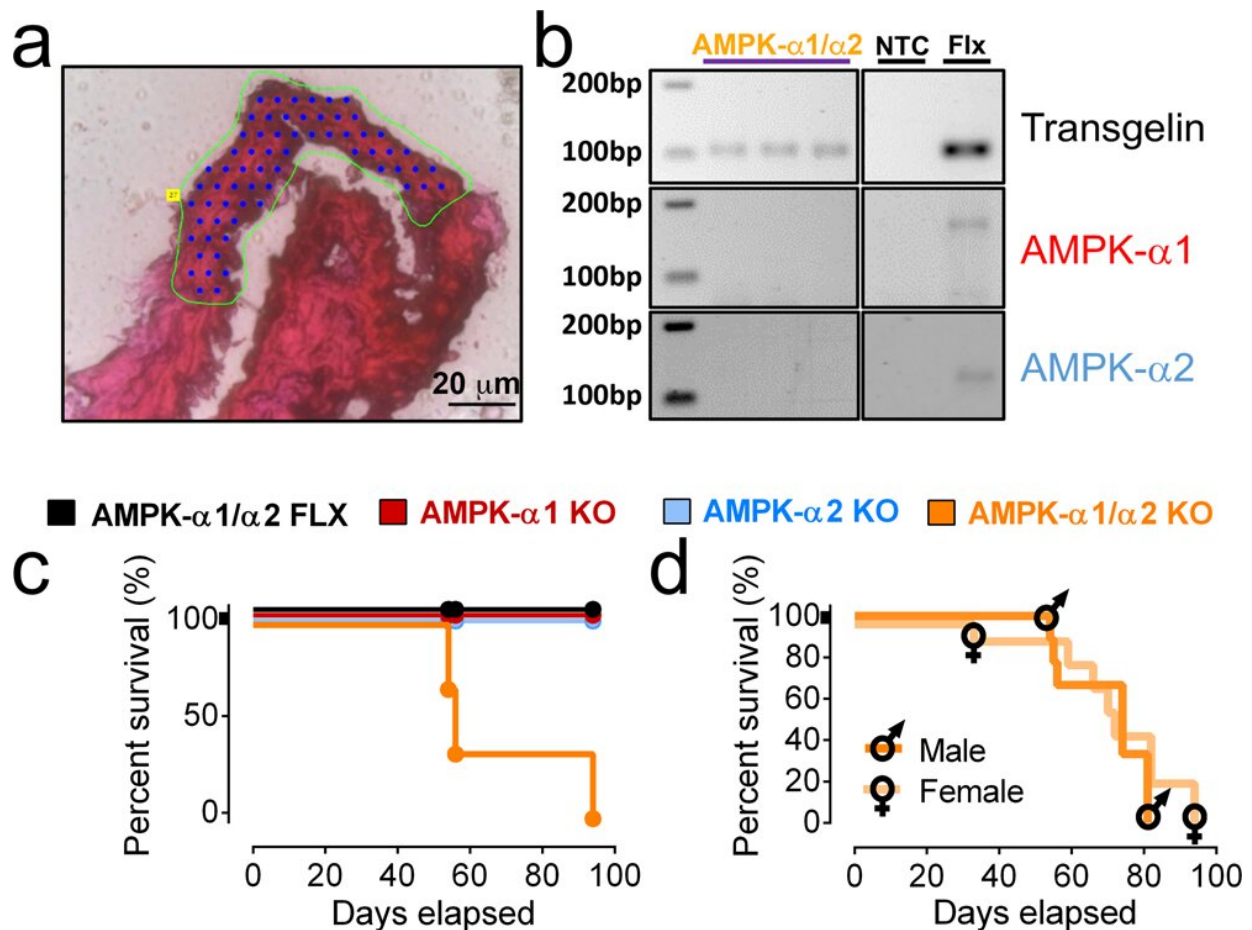 a
27
20 μm
b
AMPK-α1/α2 NTC Flx
200bp
100bp
Transgelin
200bp
100bp
AMPK-α1
200bp
100bp
AMPK-α2
AMPK-α1/α2 FLX AMPK-α1 KO AMPK-α2 KO AMPK-α1/α2 KO
c
Percent survival (%)
100
50
0
0 20 40 60 80 100
Days elapsed
d
Percent survival (%)
100
80
60
40
20
0
Male
Female
0 20 40 60 80 100
Days elapsed